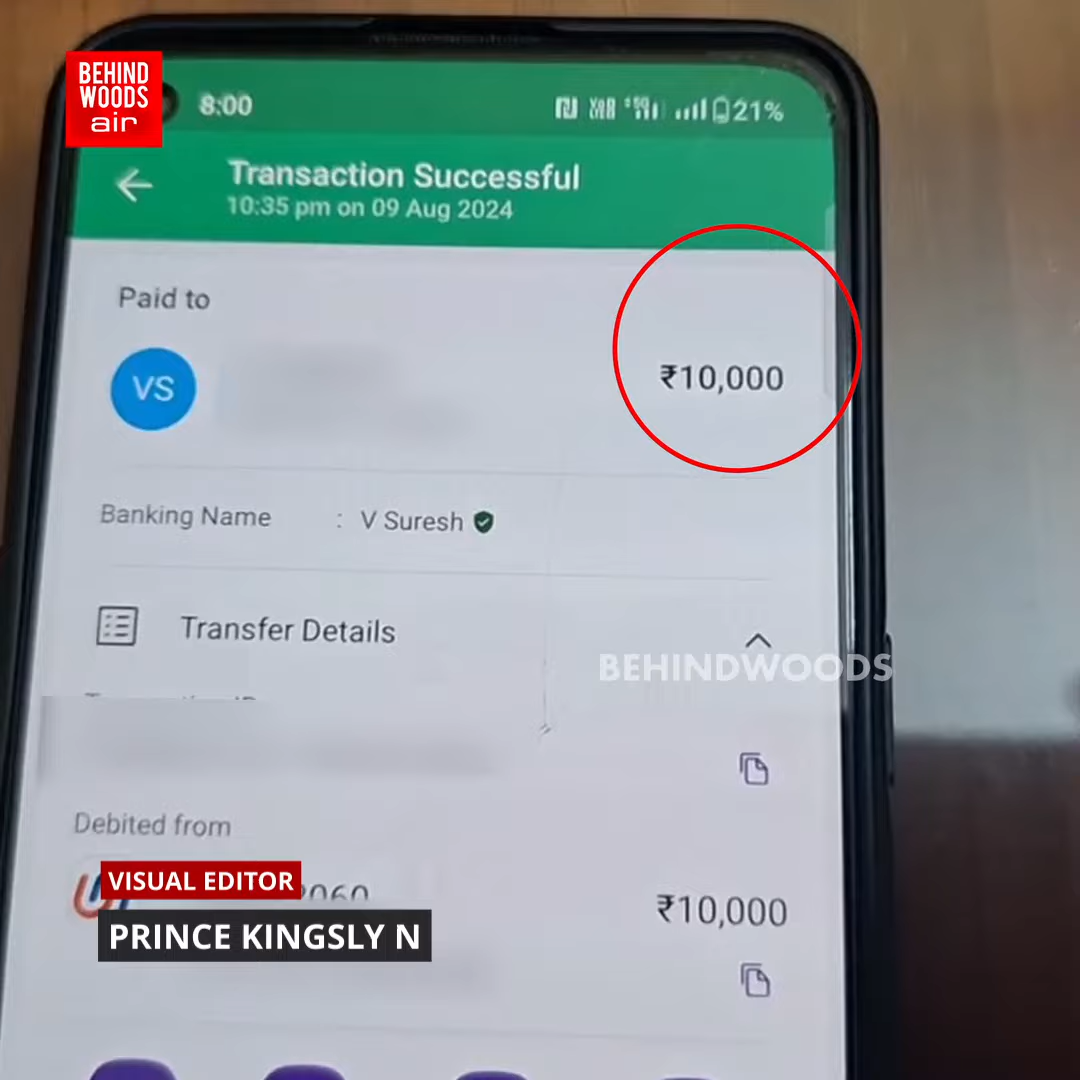 BEHIND
WOODS
air
8:00
21%
Transaction Successful
10:35 pm on 09 Aug 2024
Paid to
VS
₹10,000
Banking Name : V Suresh
Transfer Details
BEHINDWOODS
Debited from
VISUAL EDITOR
₹10,000
PRINCE KINGSLY N